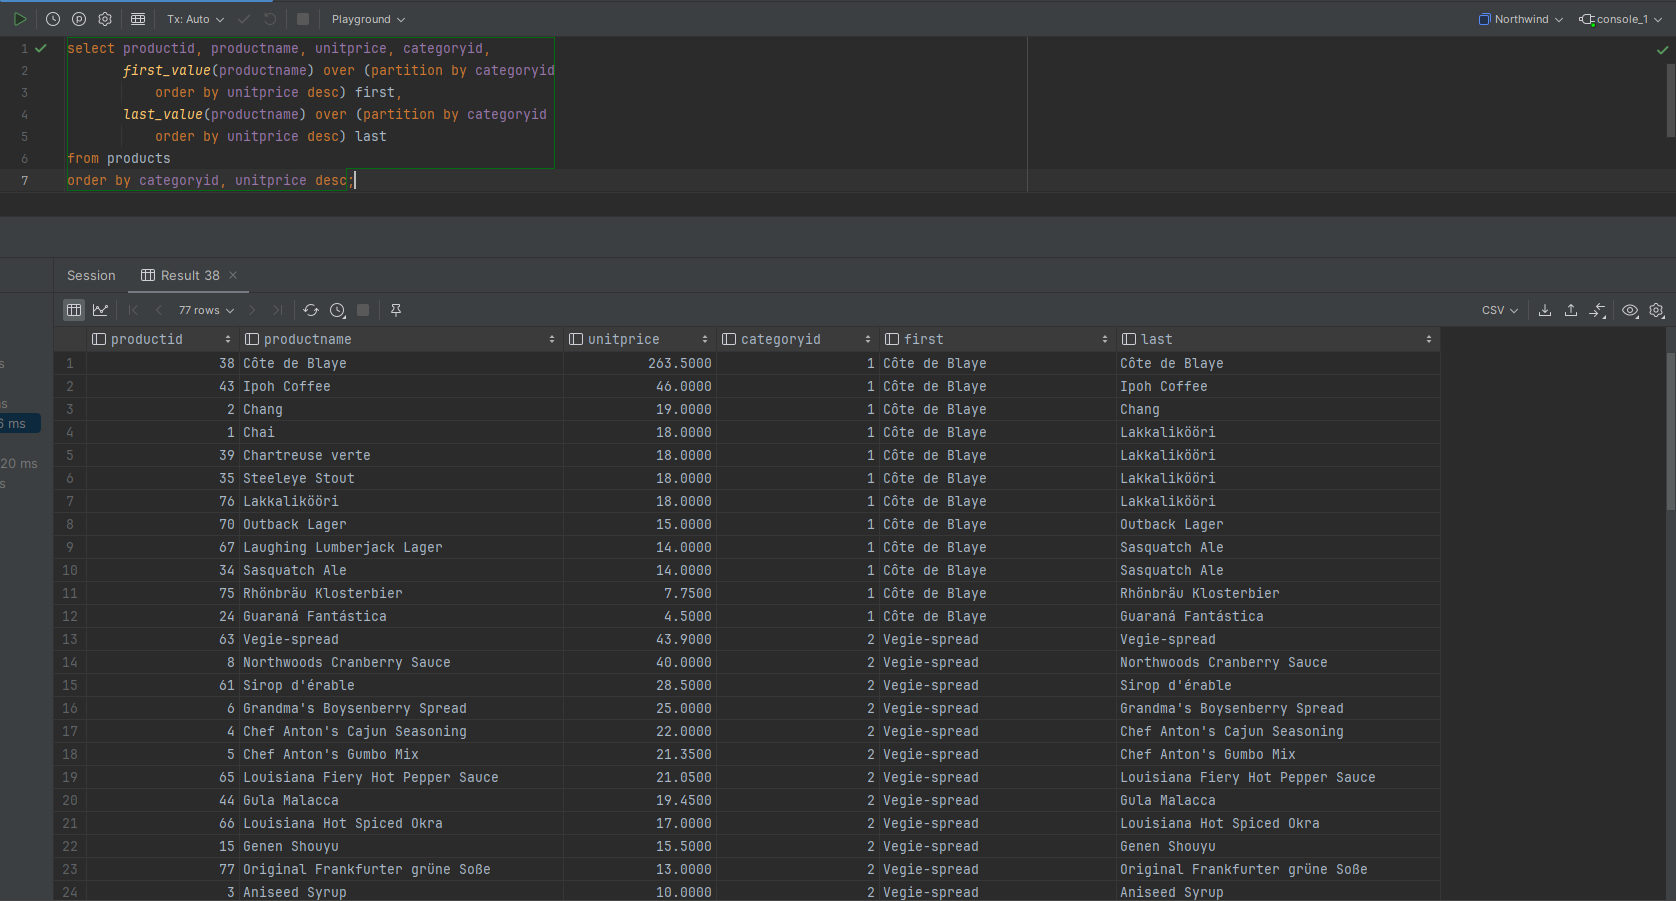 Tx: Auto Playground Northwind console_1
1 select productid, productname, unitprice, categoryid,
2 first_value(productname) over (partition by categoryid
3 order by unitprice desc) first,
4 last_value(productname) over (partition by categoryid
5 order by unitprice desc) last
6 from products
7 order by categoryid, unitprice desc;
Session Result 38
77 rows CSV
productid productname unitprice categoryid first last
1 38 Côte de Blaye 263.5000 1 Côte de Blaye Côte de Blaye
2 43 Ipoh Coffee 46.0000 1 Côte de Blaye Ipoh Coffee
3 2 Chang 19.0000 1 Côte de Blaye Chang
4 1 Chai 18.0000 1 Côte de Blaye Lakkalikööri
5 39 Chartreuse verte 18.0000 1 Côte de Blaye Lakkalikööri
6 35 Steeleye Stout 18.0000 1 Côte de Blaye Lakkalikööri
7 76 Lakkalikööri 18.0000 1 Côte de Blaye Lakkalikööri
8 70 Outback Lager 15.0000 1 Côte de Blaye Outback Lager
9 67 Laughing Lumberjack Lager 14.0000 1 Côte de Blaye Sasquatch Ale
10 34 Sasquatch Ale 14.0000 1 Côte de Blaye Sasquatch Ale
11 75 Rhönbräu Klosterbier 7.7500 1 Côte de Blaye Rhönbräu Klosterbier
12 24 Guaraná Fantástica 4.5000 1 Côte de Blaye Guaraná Fantástica
13 63 Vegie-spread 43.9000 2 Vegie-spread Vegie-spread
14 8 Northwoods Cranberry Sauce 40.0000 2 Vegie-spread Northwoods Cranberry Sauce
15 61 Sirop d'érable 28.5000 2 Vegie-spread Sirop d'érable
16 6 Grandma's Boysenberry Spread 25.0000 2 Vegie-spread Grandma's Boysenberry Spread
17 4 Chef Anton's Cajun Seasoning 22.0000 2 Vegie-spread Chef Anton's Cajun Seasoning
18 5 Chef Anton's Gumbo Mix 21.3500 2 Vegie-spread Chef Anton's Gumbo Mix
19 65 Louisiana Fiery Hot Pepper Sauce 21.0500 2 Vegie-spread Louisiana Fiery Hot Pepper Sauce
20 44 Gula Malacca 19.4500 2 Vegie-spread Gula Malacca
21 66 Louisiana Hot Spiced Okra 17.0000 2 Vegie-spread Louisiana Hot Spiced Okra
22 15 Genen Shouyu 15.5000 2 Vegie-spread Genen Shouyu
23 77 Original Frankfurter grüne Soße 13.0000 2 Vegie-spread Original Frankfurter grüne Soße
24 3 Aniseed Syrup 10.0000 2 Vegie-spread Aniseed Syrup
s
ms
6 ms
20 ms
s